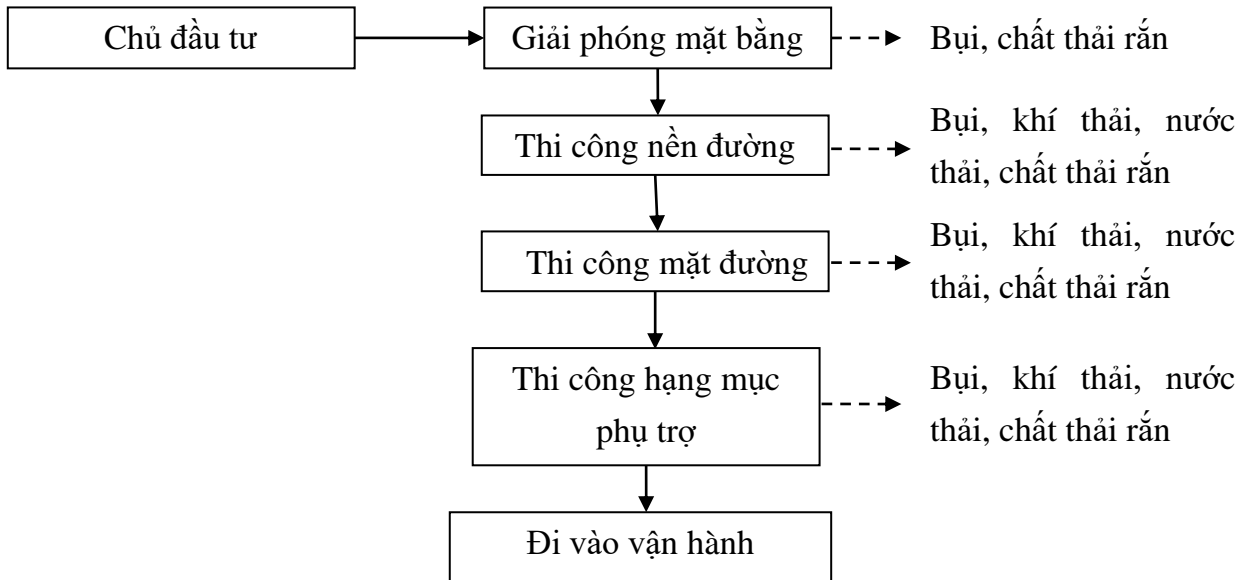 Chủ đầu tư
Giải phóng mặt bằng
Bụi, chất thải rắn
Thi công nền đường
Bụi, khí thải, nước
thải, chất thải rắn
Thi công mặt đường
Bụi, khí thải, nước
thải, chất thải rắn
Thi công hạng mục
phụ trợ
Bụi, khí thải, nước
thải, chất thải rắn
Đi vào vận hành